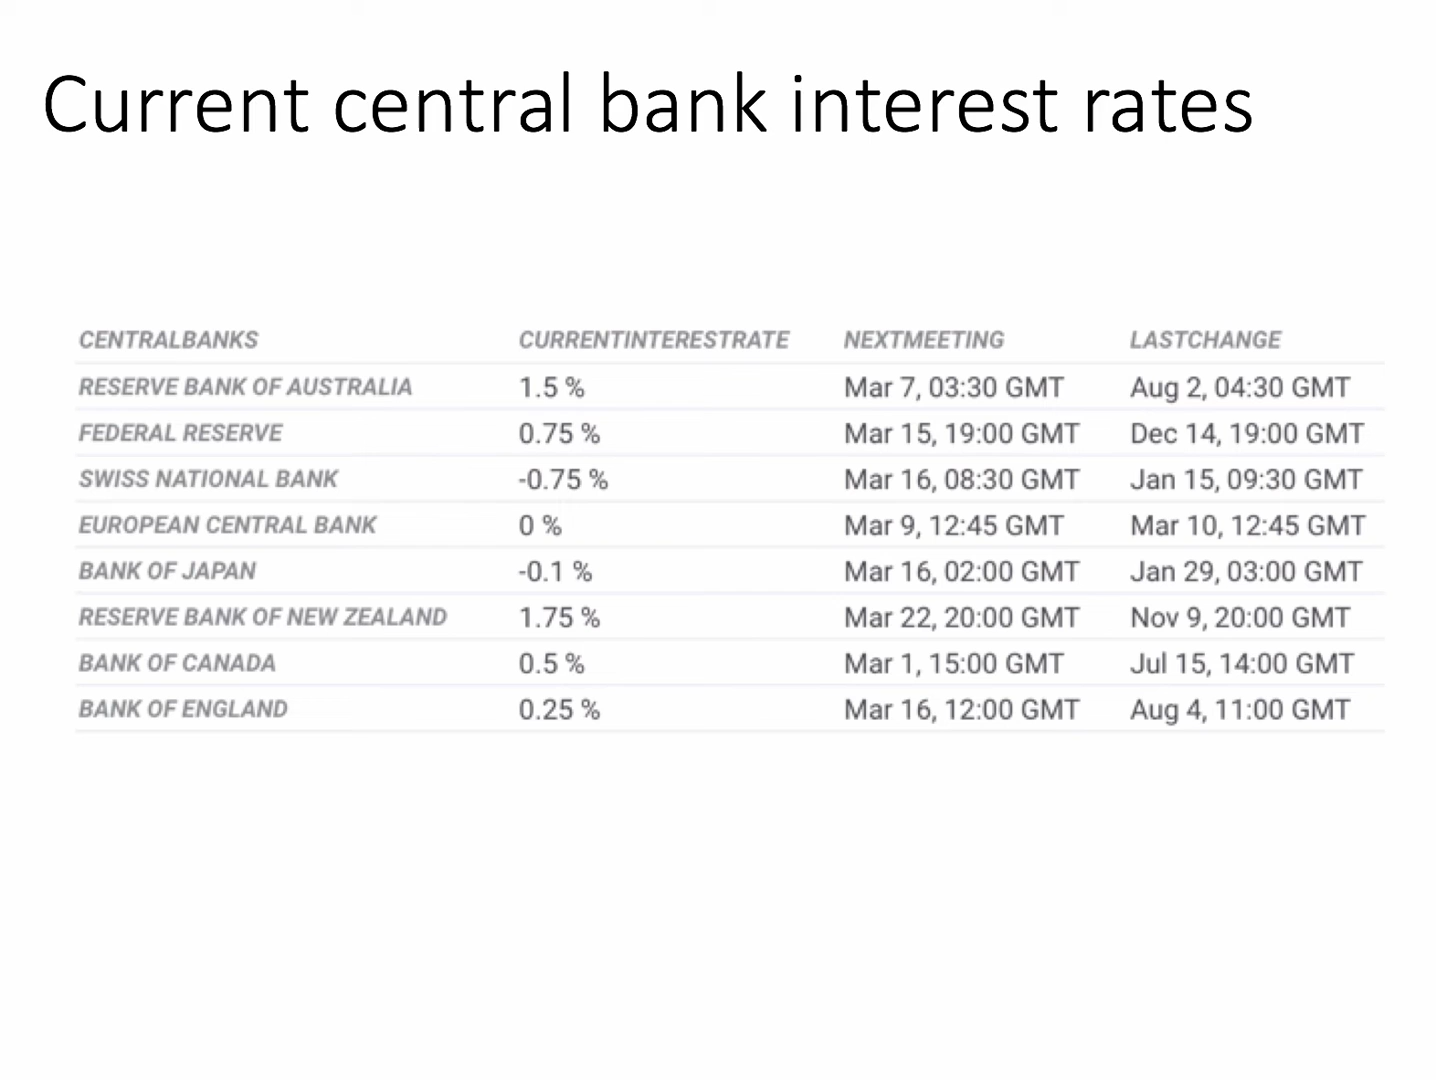 Current central bank interest rates
CENTRALBANKS CURRENTINTERESTRATE NEXTMEETING LASTCHANGE
RESERVE BANK OF AUSTRALIA 1.5 % Mar 7, 03:30 GMT Aug 2, 04:30 GMT
FEDERAL RESERVE 0.75 % Mar 15, 19:00 GMT Dec 14, 19:00 GMT
SWISS NATIONAL BANK -0.75 % Mar 16, 08:30 GMT Jan 15, 09:30 GMT
EUROPEAN CENTRAL BANK 0 % Mar 9, 12:45 GMT Mar 10, 12:45 GMT
BANK OF JAPAN -0.1 % Mar 16, 02:00 GMT Jan 29, 03:00 GMT
RESERVE BANK OF NEW ZEALAND 1.75 % Mar 22, 20:00 GMT Nov 9, 20:00 GMT
BANK OF CANADA 0.5 % Mar 1, 15:00 GMT Jul 15, 14:00 GMT
BANK OF ENGLAND 0.25 % Mar 16, 12:00 GMT Aug 4, 11:00 GMT